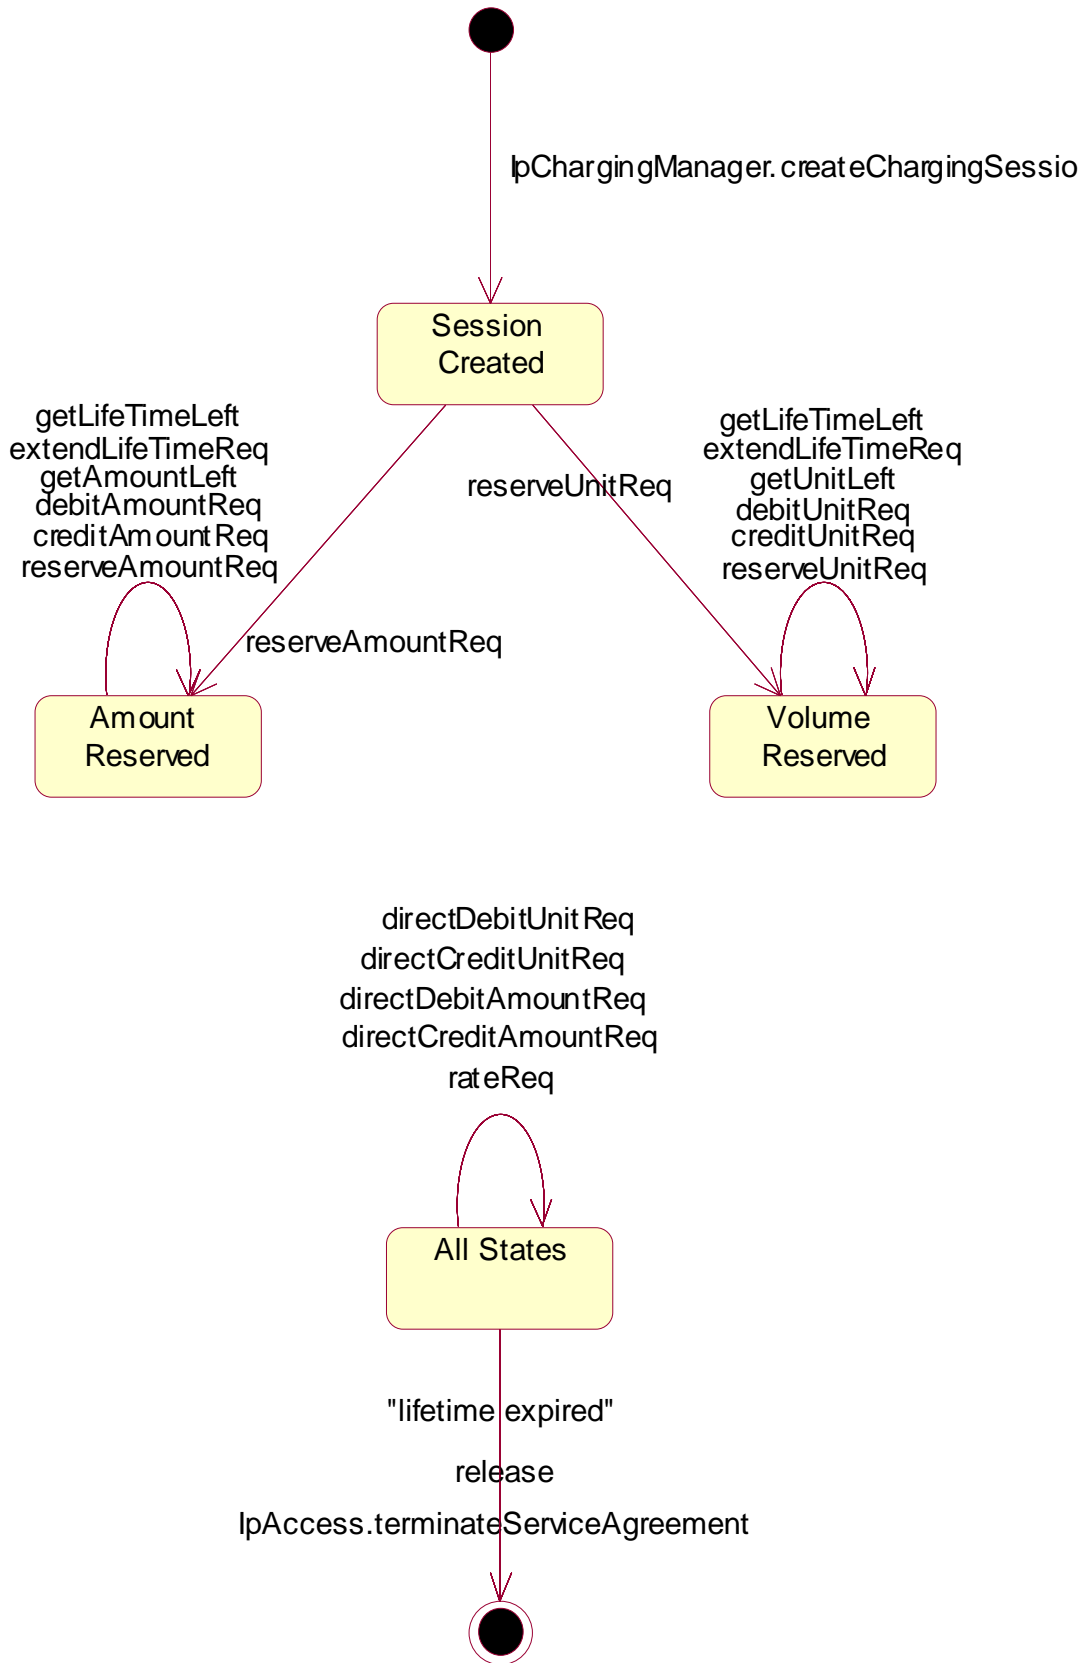 IpChargingManager.createChargingSessio
Session
Created
getLifeTimeLeft
extendLifeTimeReq
getAmountLeft
debitAmountReq
creditAmountReq
reserveAmountReq
reserveUnitReq
getLifeTimeLeft
extendLifeTimeReq
getUnitLeft
debitUnitReq
creditUnitReq
reserveUnitReq
reserveAmountReq
Amount
Reserved
Volume
Reserved
directDebitUnitReq
directCreditUnitReq
directDebitAmountReq
directCreditAmountReq
rateReq
All States
"lifetime expired"
release
IpAccess.terminateServiceAgreement